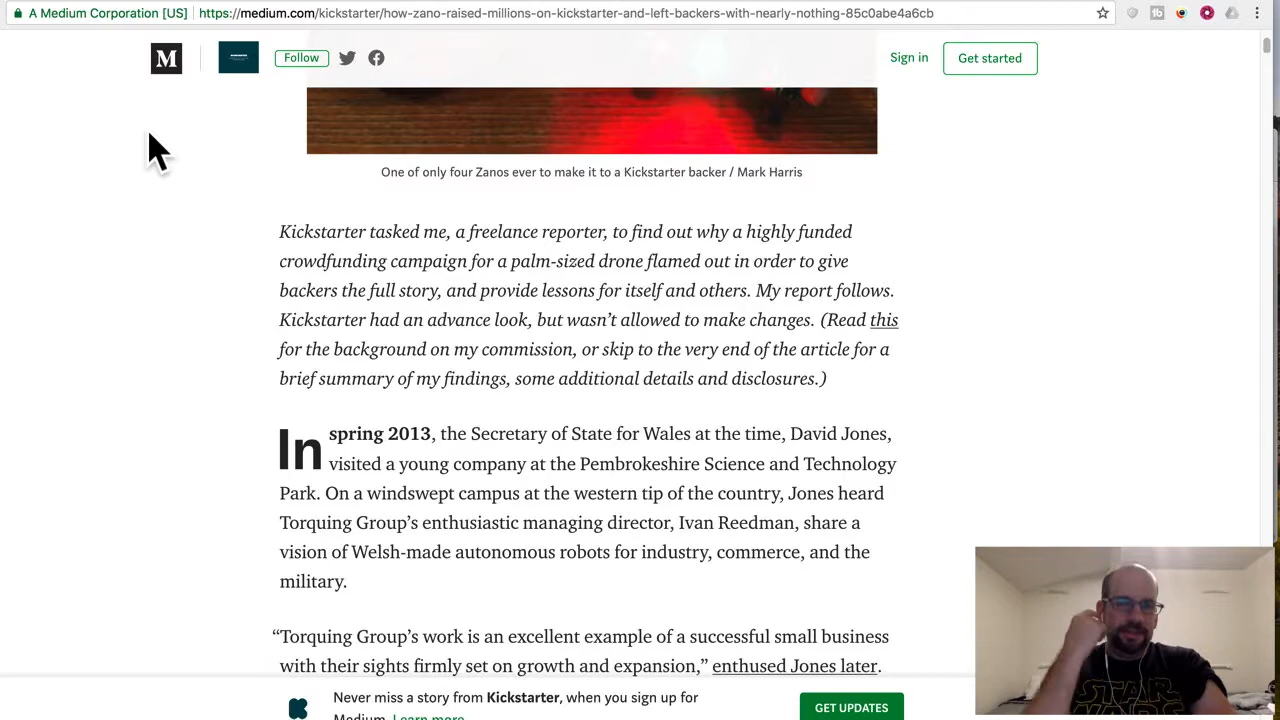 A Medium Corporation [US] https://medium.com/kickstarter/how-zano-raised-millions-on-kickstarter-and-left-backers-with-nearly-nothing-85c0abe4a6cb
M Follow Sign in Get started
One of only four Zanos ever to make it to a Kickstarter backer / Mark Harris
Kickstarter tasked me, a freelance reporter, to find out why a highly funded
crowdfunding campaign for a palm-sized drone flamed out in order to give
backers the full story, and provide lessons for itself and others. My report follows.
Kickstarter had an advance look, but wasn’t allowed to make changes. (Read this
for the background on my commission, or skip to the very end of the article for a
brief summary of my findings, some additional details and disclosures.)
In spring 2013, the Secretary of State for Wales at the time, David Jones,
visited a young company at the Pembrokeshire Science and Technology
Park. On a windswept campus at the western tip of the country, Jones heard
Torquing Group’s enthusiastic managing director, Ivan Reedman, share a
vision of Welsh-made autonomous robots for industry, commerce, and the
military.
“Torquing Group’s work is an excellent example of a successful small business
with their sights firmly set on growth and expansion,” enthused Jones later.
Never miss a story from Kickstarter, when you sign up for
Medium. Learn more
GET UPDATES
STAR
WARS